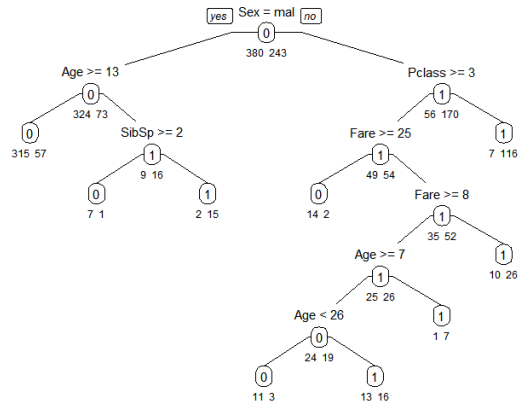 yes Sex = mal no
0
380 243
Age >= 13 Pclass >= 3
0 1
324 73 56 170
SibSp >= 2 Fare >= 25
0 1 1 1
315 57 9 16 49 54 7 116
Fare >= 8
0 1 0 1
7 1 2 15 14 2 35 52
Age >= 7
1 1
25 26 10 26
Age < 26
0 1
24 19 1 7
0 1
11 3 13 16